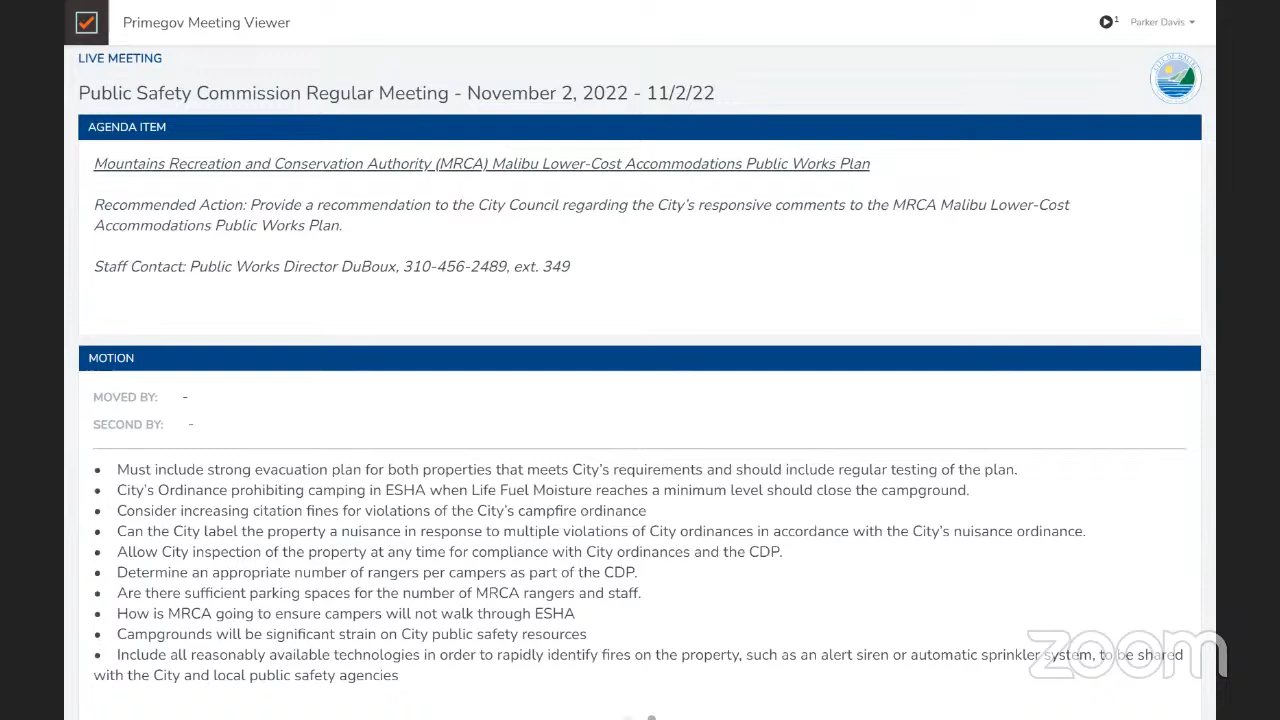 Primegov Meeting Viewer
1
Parker Davis
LIVE MEETING
Public Safety Commission Regular Meeting - November 2, 2022 - 11/2/22
CITY OF MALIBU
AGENDA ITEM
Mountains Recreation and Conservation Authority (MRCA) Malibu Lower-Cost Accommodations Public Works Plan
Recommended Action: Provide a recommendation to the City Council regarding the City's responsive comments to the MRCA Malibu Lower-Cost
Accommodations Public Works Plan.
Staff Contact: Public Works Director DuBoux, 310-456-2489, ext. 349
MOTION
MOVED BY: -
SECOND BY: -
• Must include strong evacuation plan for both properties that meets City's requirements and should include regular testing of the plan.
• City's Ordinance prohibiting camping in ESHA when Life Fuel Moisture reaches a minimum level should close the campground.
• Consider increasing citation fines for violations of the City's campfire ordinance
• Can the City label the property a nuisance in response to multiple violations of City ordinances in accordance with the City's nuisance ordinance.
• Allow City inspection of the property at any time for compliance with City ordinances and the CDP.
• Determine an appropriate number of rangers per campers as part of the CDP.
• Are there sufficient parking spaces for the number of MRCA rangers and staff.
• How is MRCA going to ensure campers will not walk through ESHA
• Campgrounds will be significant strain on City public safety resources
• Include all reasonably available technologies in order to rapidly identify fires on the property, such as an alert siren or automatic sprinkler system, to be shared
with the City and local public safety agencies
zoom